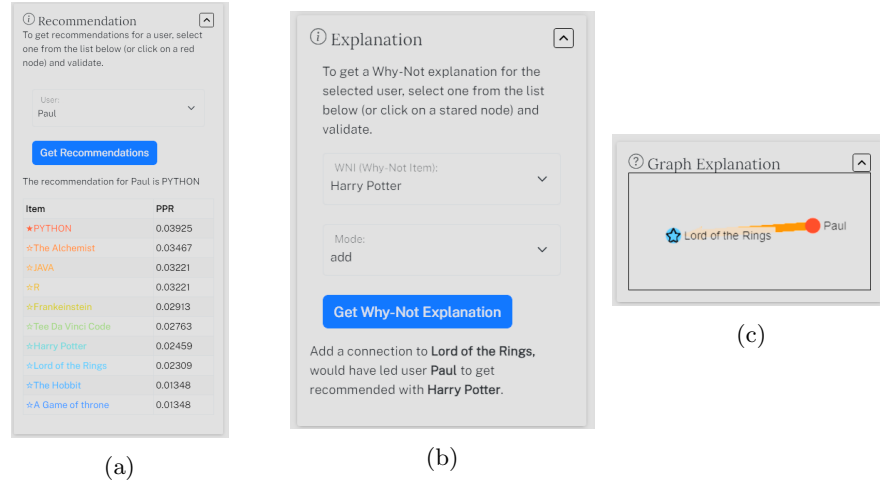 Recommendation
To get recommendations for a user, select
one from the list below (or click on a red
node) and validate.
User:
Paul
Get Recommendations
The recommendation for Paul is PYTHON
Item PPR
★PYTHON 0.03925
☆The Alchemist 0.03467
☆JAVA 0.03221
☆R 0.03221
☆Frankeinstein 0.02913
☆Tee Da Vinci Code 0.02763
☆Harry Potter 0.02459
☆Lord of the Rings 0.02309
☆The Hobbit 0.01348
☆A Game of throne 0.01348
(a)
Explanation
To get a Why-Not explanation for the
selected user, select one from the list
below (or click on a stared node) and
validate.
WNI (Why-Not Item):
Harry Potter
Mode:
add
Get Why-Not Explanation
Add a connection to Lord of the Rings,
would have led user Paul to get
recommended with Harry Potter.
(b)
Graph Explanation
Lord of the Rings
Paul
(c)